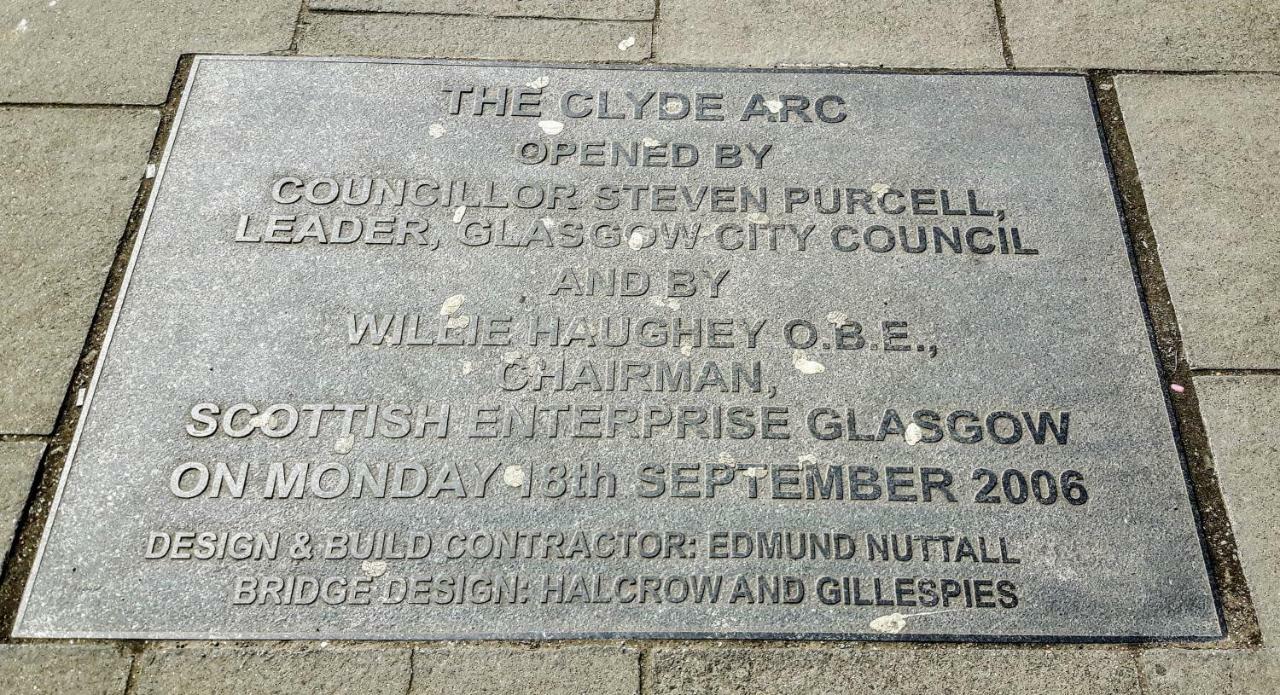 THE CLYDE ARC
OPENED BY
COUNCILLOR STEVEN PURCELL,
LEADER, GLASGOW CITY COUNCIL
AND BY
WILLIE HAUGHEY O.B.E.,
CHAIRMAN,
SCOTTISH ENTERPRISE GLASGOW
ON MONDAY 18th SEPTEMBER 2006
DESIGN & BUILD CONTRACTOR: EDMUND NUTTALL
BRIDGE DESIGN: HALCROW AND GILLESPIES